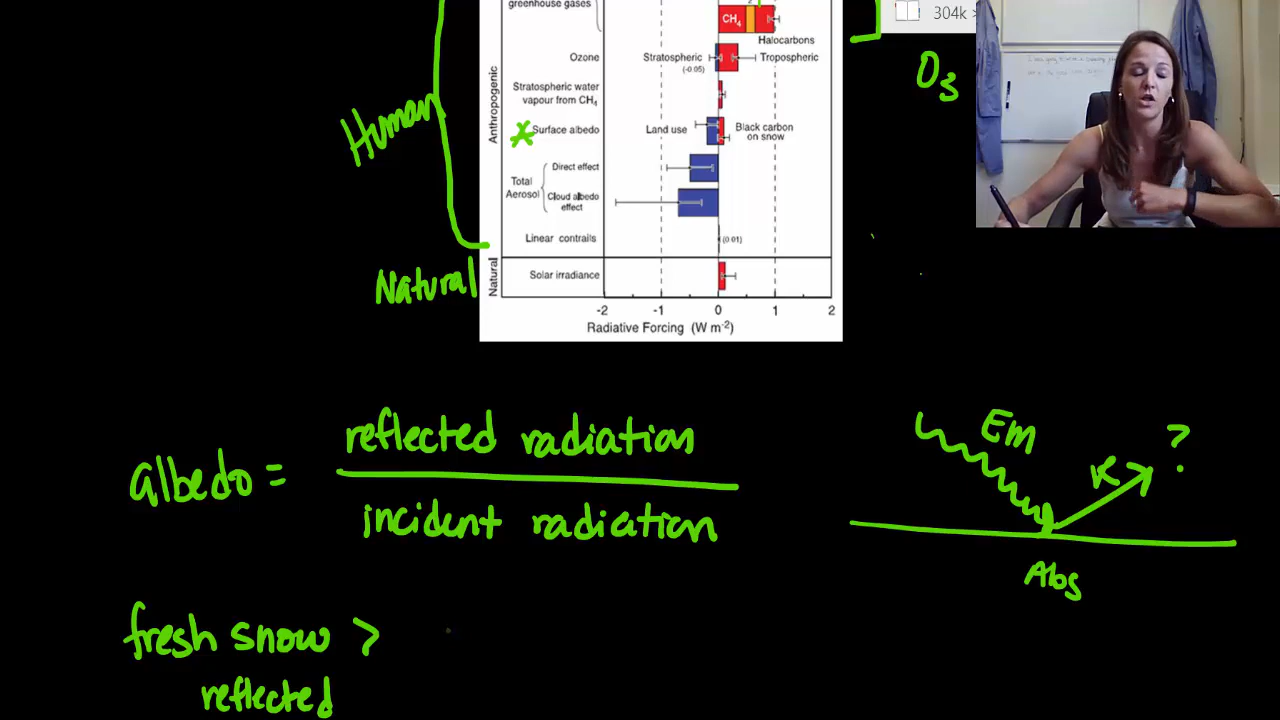 greenhouse gases
CH4
Halocarbons
304k
O3
Ozone
Stratospheric
(-0.05)
Tropospheric
Stratospheric water
vapour from CH4
Human
Anthropogenic
Surface albedo
Land use
Black carbon
on snow
Total
Aerosol
Direct effect
Cloud albedo
effect
Linear contrails
(0.01)
Natural
Natural
Solar irradiance
-2 -1 0 1 2
Radiative Forcing (W m-2)
albedo = reflected radiation
incident radiation
Em
R
?
Abs
fresh snow >
reflected